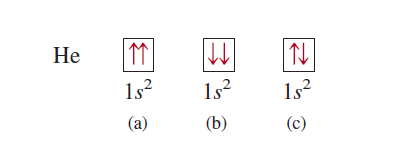 He
1s² 1s² 1s²
(a) (b) (c)